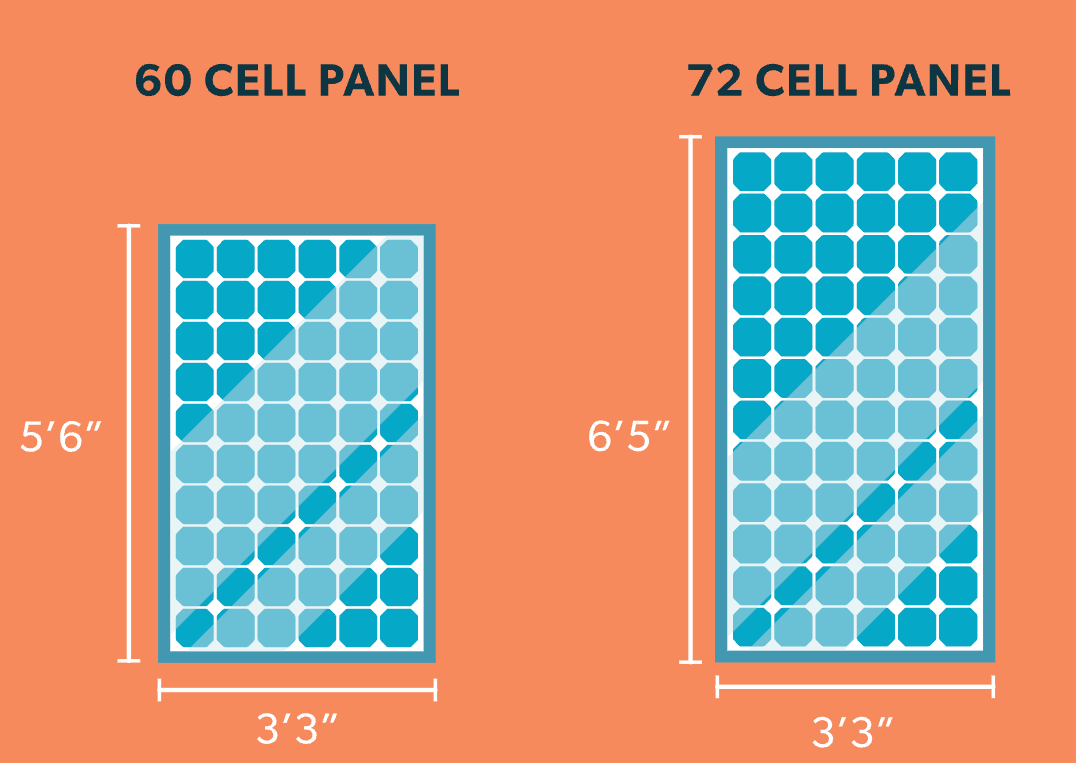 60 CELL PANEL
72 CELL PANEL
5’6”
6’5”
3’3”
3’3”